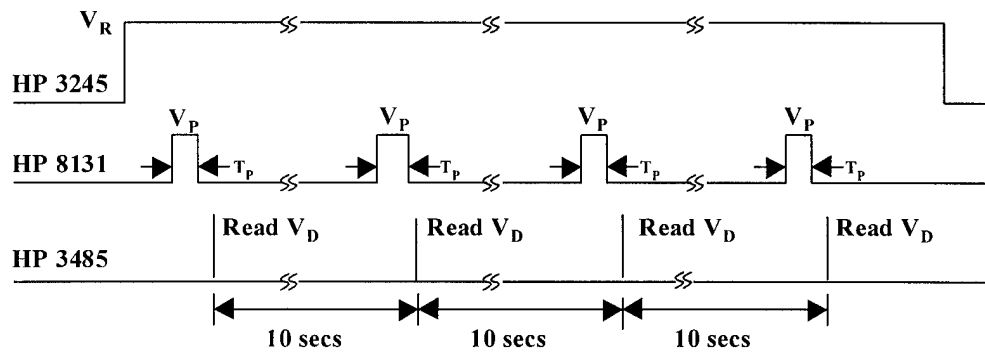 V_R
HP 3245
V_P V_P V_P V_P
HP 8131 T_P T_P T_P T_P
Read V_D Read V_D Read V_D Read V_D
HP 3485
10 secs 10 secs 10 secs